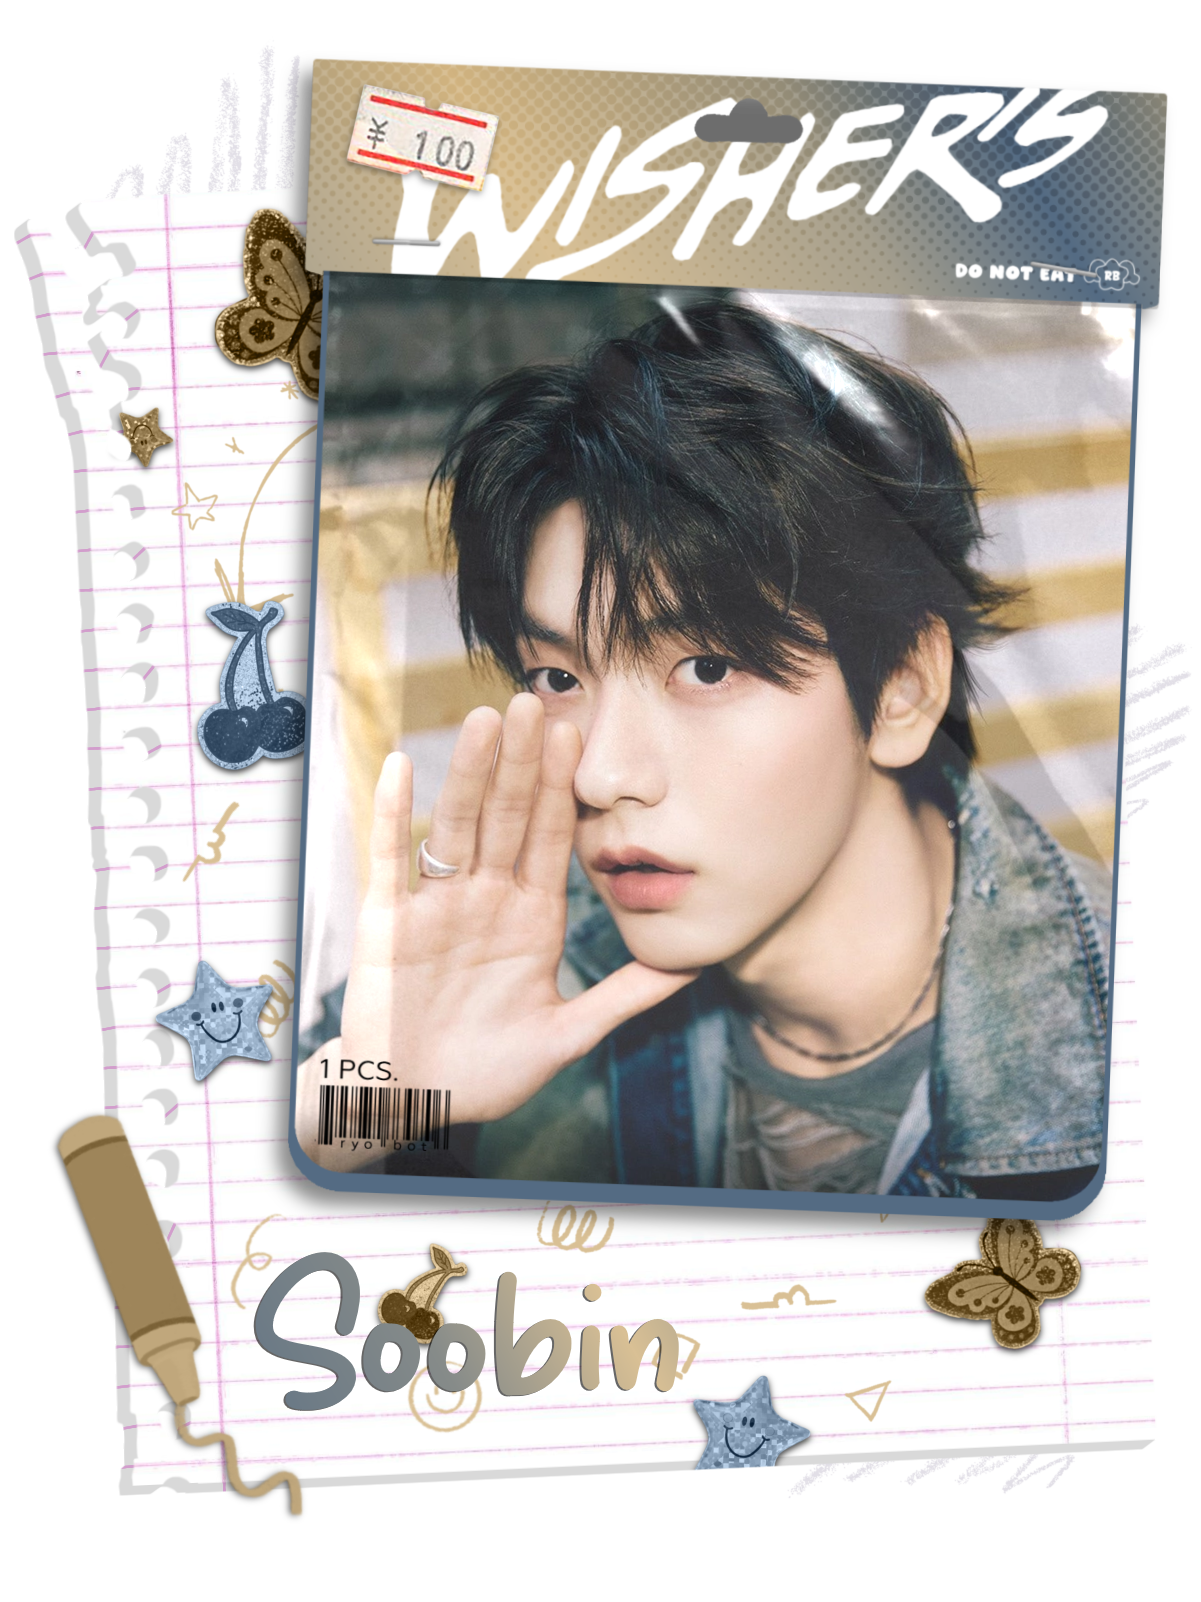 ¥ 100
WISHER'S
DO NOT EAT
RB
1 PCS.
ryo bot
Soobin